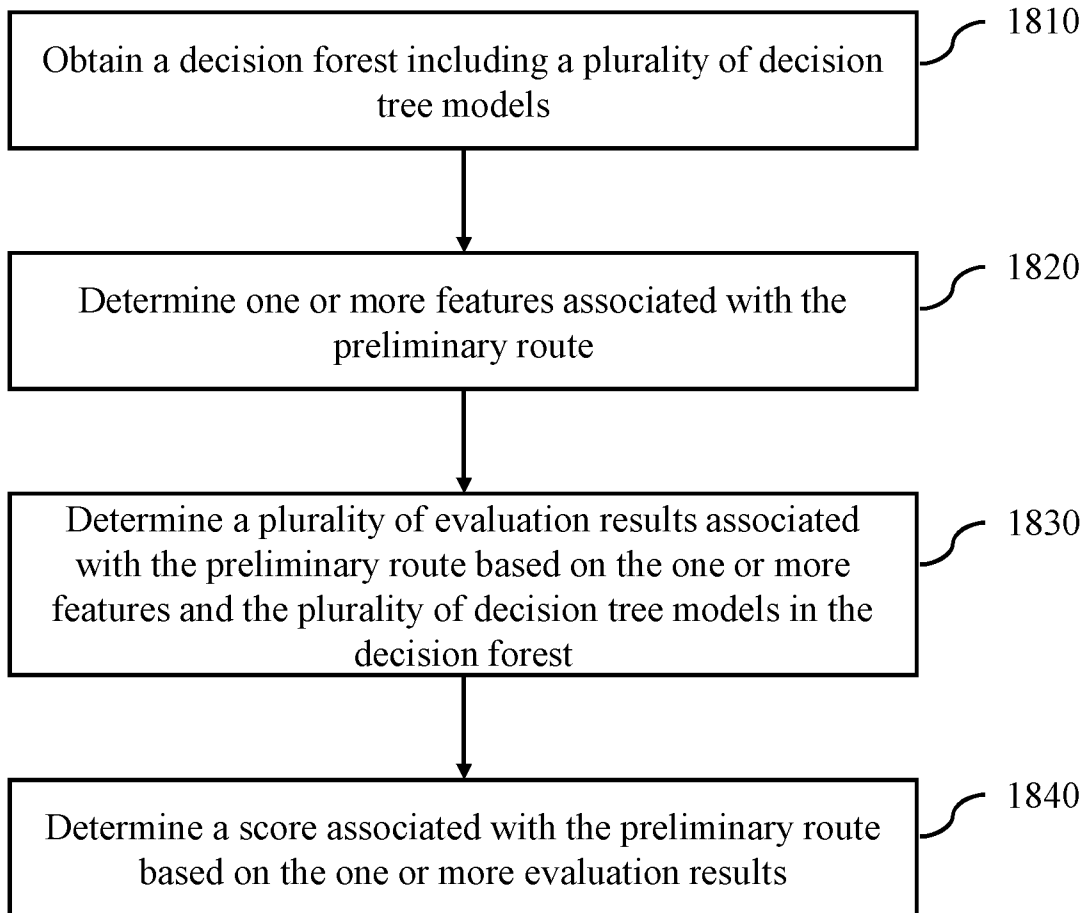 1810
Obtain a decision forest including a plurality of decision
tree models
1820
Determine one or more features associated with the
preliminary route
1830
Determine a plurality of evaluation results associated
with the preliminary route based on the one or more
features and the plurality of decision tree models in the
decision forest
1840
Determine a score associated with the preliminary route
based on the one or more evaluation results